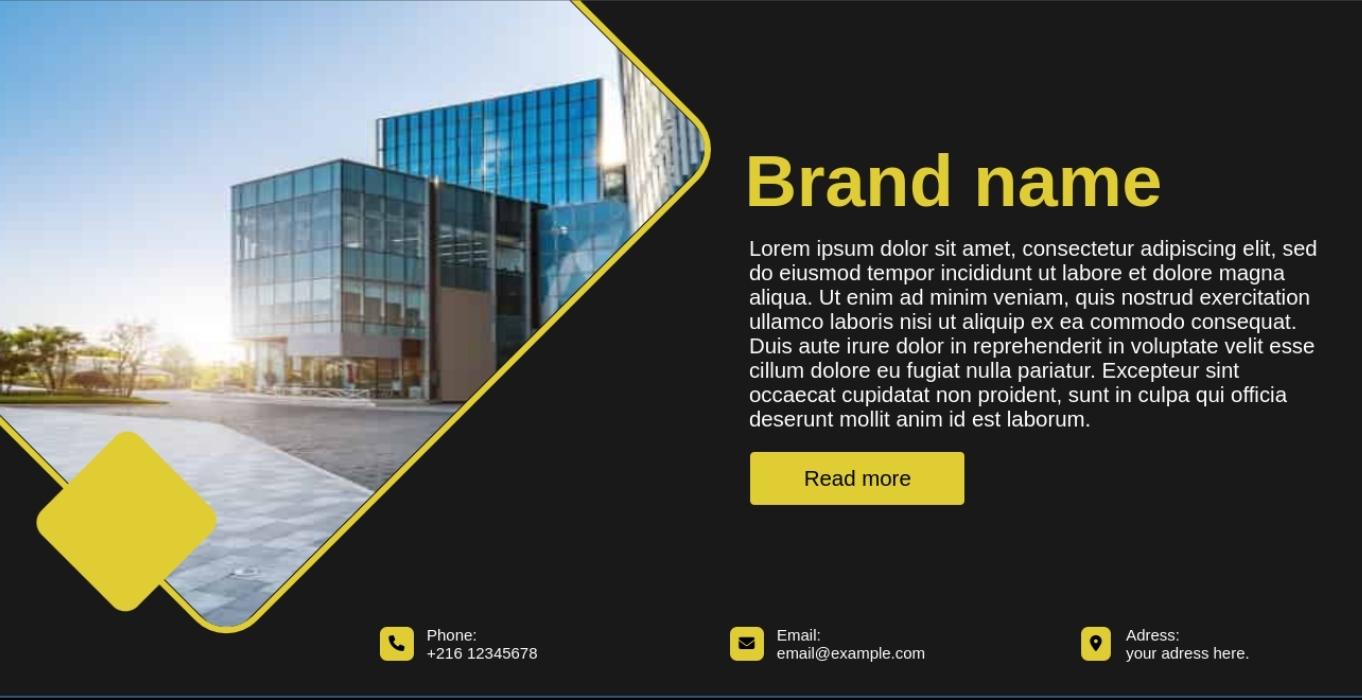 Brand name
Lorem ipsum dolor sit amet, consectetur adipiscing elit, sed
do eiusmod tempor incididunt ut labore et dolore magna
aliqua. Ut enim ad minim veniam, quis nostrud exercitation
ullamco laboris nisi ut aliquip ex ea commodo consequat.
Duis aute irure dolor in reprehenderit in voluptate velit esse
cillum dolore eu fugiat nulla pariatur. Excepteur sint
occaecat cupidatat non proident, sunt in culpa qui officia
deserunt mollit anim id est laborum.
Read more
Phone:
+216 12345678
Email:
email@example.com
Adress:
your adress here.